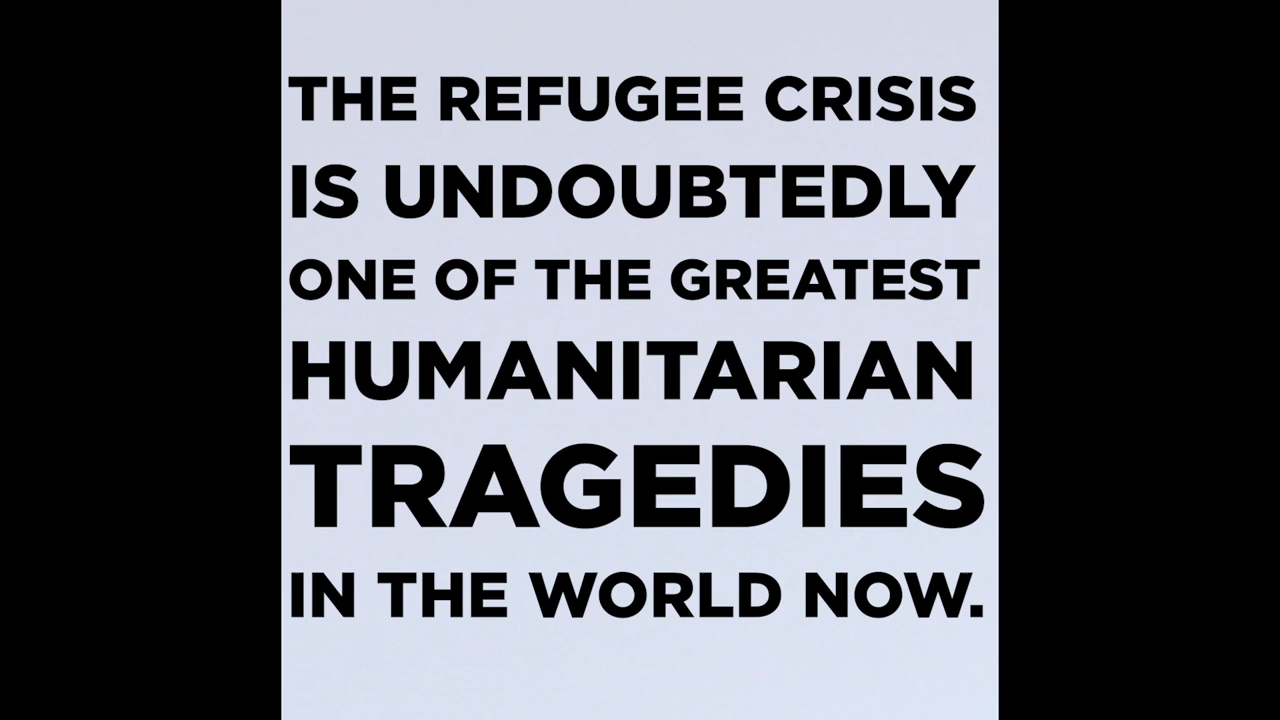 THE REFUGEE CRISIS
IS UNDOUBTEDLY
ONE OF THE GREATEST
HUMANITARIAN
TRAGEDIES
IN THE WORLD NOW.